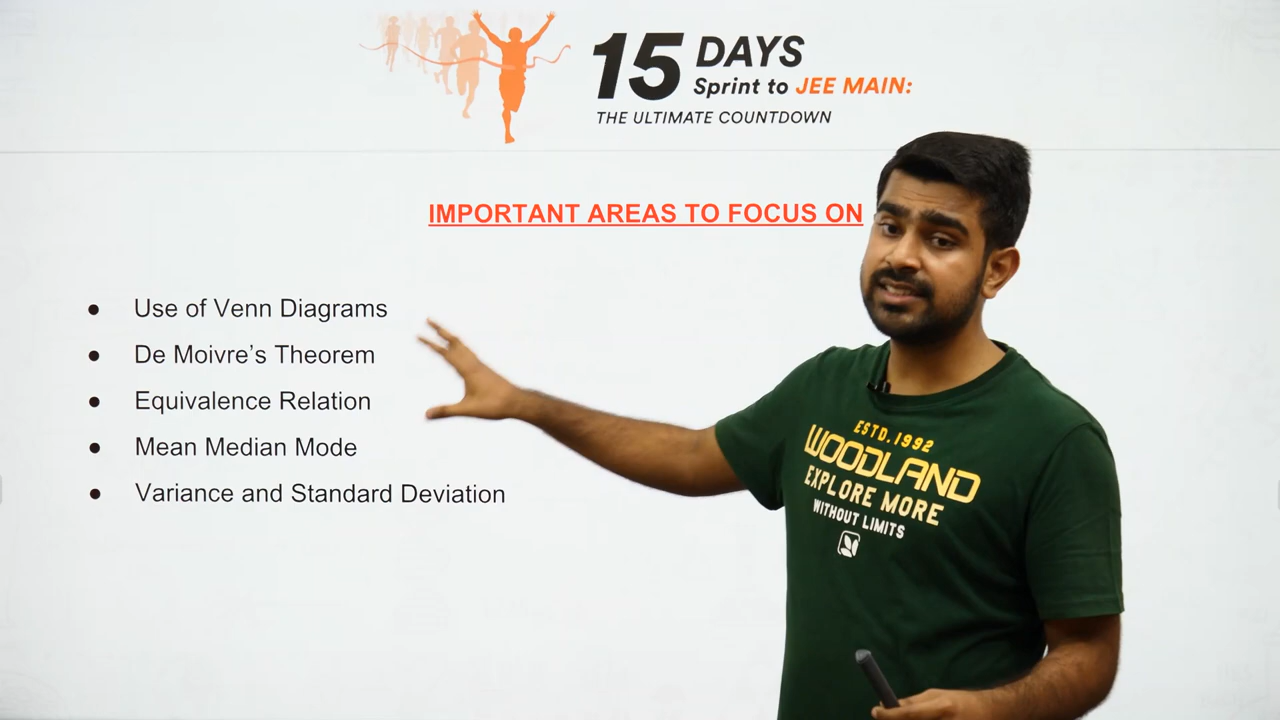 15 DAYS
Sprint to JEE MAIN:
THE ULTIMATE COUNTDOWN
IMPORTANT AREAS TO FOCUS ON
● Use of Venn Diagrams
● De Moivre’s Theorem
● Equivalence Relation
● Mean Median Mode
● Variance and Standard Deviation
ESTD.1992
WOODLAND
EXPLORE MORE
WITHOUT LIMITS